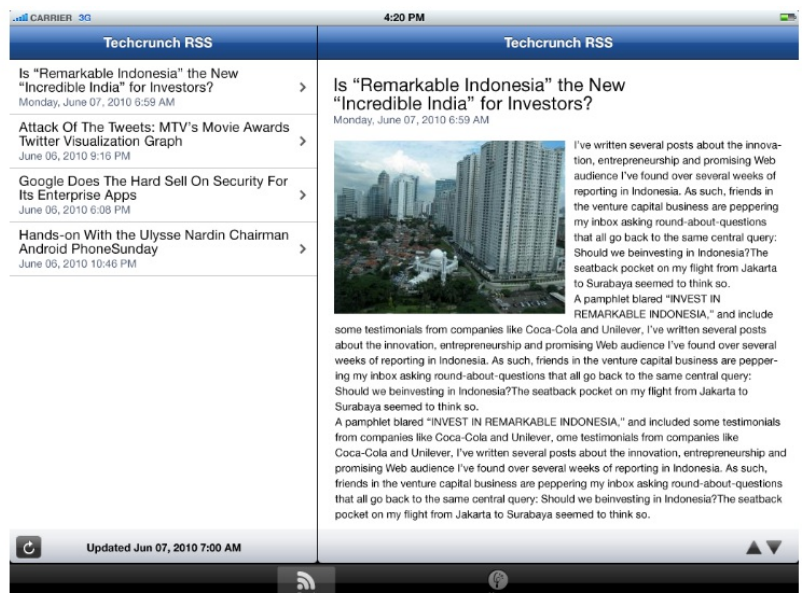 CARRIER 3G
4:20 PM
Techcrunch RSS
Is “Remarkable Indonesia” the New
“Incredible India” for Investors?
Monday, June 07, 2010 6:59 AM
Attack Of The Tweets: MTV's Movie Awards
Twitter Visualization Graph
June 06, 2010 9:16 PM
Google Does The Hard Sell On Security For
Its Enterprise Apps
June 06, 2010 6:08 PM
Hands-on With the Ulysse Nardin Chairman
Android PhoneSunday
June 06, 2010 10:46 PM
Updated Jun 07, 2010 7:00 AM
Techcrunch RSS
Is “Remarkable Indonesia” the New
“Incredible India” for Investors?
Monday, June 07, 2010 6:59 AM
I've written several posts about the innova-
tion, entrepreneurship and promising Web
audience I've found over several weeks of
reporting in Indonesia. As such, friends in
the venture capital business are peppering
my inbox asking round-about-questions
that all go back to the same central query:
Should we beinvesting in Indonesia?The
seatback pocket on my flight from Jakarta
to Surabaya seemed to think so.
A pamphlet blared “INVEST IN
REMARKABLE INDONESIA,” and include
some testimonials from companies like Coca-Cola and Unilever, I've written several posts
about the innovation, entrepreneurship and promising Web audience I've found over several
weeks of reporting in Indonesia. As such, friends in the venture capital business are pepper-
ing my inbox asking round-about-questions that all go back to the same central query:
Should we beinvesting in Indonesia?The seatback pocket on my flight from Jakarta to
Surabaya seemed to think so.
A pamphlet blared “INVEST IN REMARKABLE INDONESIA,” and included some testimonials
from companies like Coca-Cola and Unilever, ome testimonials from companies like
Coca-Cola and Unilever, I've written several posts about the innovation, entrepreneurship and
promising Web audience I've found over several weeks of reporting in Indonesia. As such,
friends in the venture capital business are peppering my inbox asking round-about-questions
that all go back to the same central query: Should we beinvesting in Indonesia?The seatback
pocket on my flight from Jakarta to Surabaya seemed to think so.